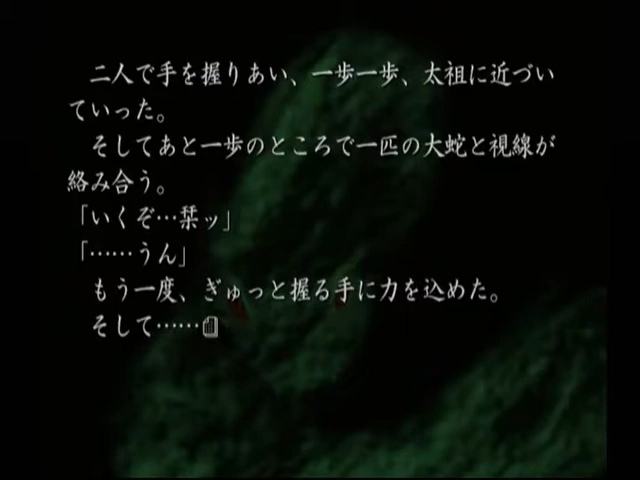 二人で手を握りあい、一歩一歩、太祖に近づい
ていった。
そしてあと一歩のところで一匹の大蛇と視線が
絡み合う。
「いくぞ…栞ッ」
「……うん」
もう一度、ぎゅっと握る手に力を込めた。
そして……